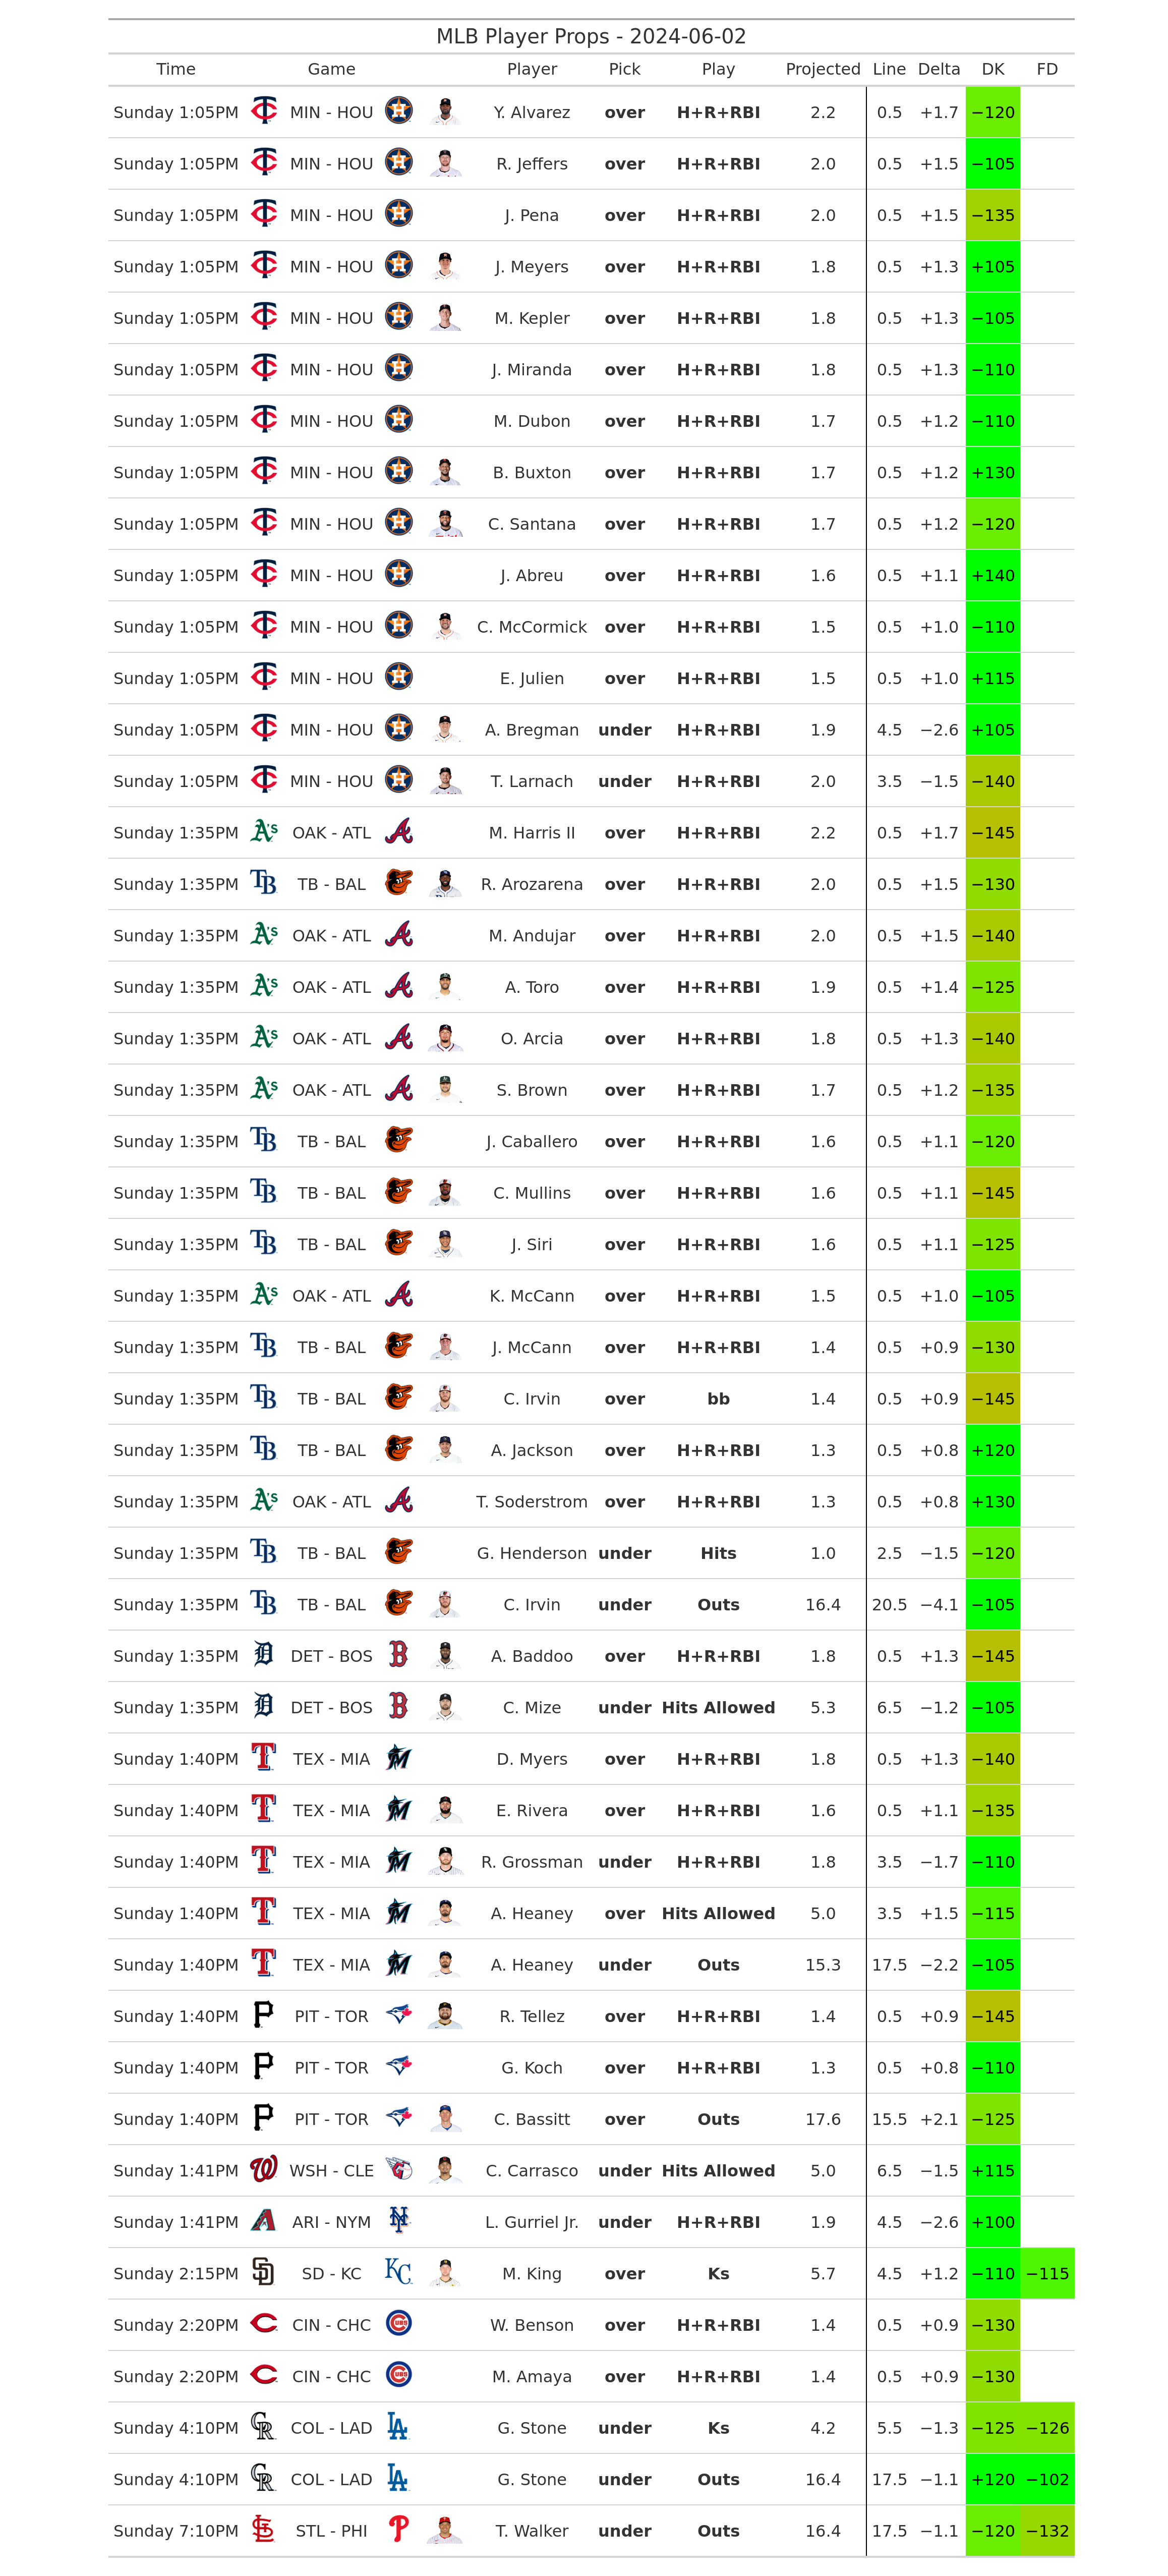 MLB Player Props - 2024-06-02
Time Game Player Pick Play Projected Line Delta DK FD
Sunday 1:05PM MIN - HOU Y. Alvarez over H+R+RBI 2.2 0.5 +1.7 −120
Sunday 1:05PM MIN - HOU R. Jeffers over H+R+RBI 2.0 0.5 +1.5 −105
Sunday 1:05PM MIN - HOU J. Pena over H+R+RBI 2.0 0.5 +1.5 −135
Sunday 1:05PM MIN - HOU J. Meyers over H+R+RBI 1.8 0.5 +1.3 +105
Sunday 1:05PM MIN - HOU M. Kepler over H+R+RBI 1.8 0.5 +1.3 −105
Sunday 1:05PM MIN - HOU J. Miranda over H+R+RBI 1.8 0.5 +1.3 −110
Sunday 1:05PM MIN - HOU M. Dubon over H+R+RBI 1.7 0.5 +1.2 −110
Sunday 1:05PM MIN - HOU B. Buxton over H+R+RBI 1.7 0.5 +1.2 +130
Sunday 1:05PM MIN - HOU C. Santana over H+R+RBI 1.7 0.5 +1.2 −120
Sunday 1:05PM MIN - HOU J. Abreu over H+R+RBI 1.6 0.5 +1.1 +140
Sunday 1:05PM MIN - HOU C. McCormick over H+R+RBI 1.5 0.5 +1.0 −110
Sunday 1:05PM MIN - HOU E. Julien over H+R+RBI 1.5 0.5 +1.0 +115
Sunday 1:05PM MIN - HOU A. Bregman under H+R+RBI 1.9 4.5 −2.6 +105
Sunday 1:05PM MIN - HOU T. Larnach under H+R+RBI 2.0 3.5 −1.5 −140
Sunday 1:35PM OAK - ATL M. Harris II over H+R+RBI 2.2 0.5 +1.7 −145
Sunday 1:35PM TB - BAL R. Arozarena over H+R+RBI 2.0 0.5 +1.5 −130
Sunday 1:35PM OAK - ATL M. Andujar over H+R+RBI 2.0 0.5 +1.5 −140
Sunday 1:35PM OAK - ATL A. Toro over H+R+RBI 1.9 0.5 +1.4 −125
Sunday 1:35PM OAK - ATL O. Arcia over H+R+RBI 1.8 0.5 +1.3 −140
Sunday 1:35PM OAK - ATL S. Brown over H+R+RBI 1.7 0.5 +1.2 −135
Sunday 1:35PM TB - BAL J. Caballero over H+R+RBI 1.6 0.5 +1.1 −120
Sunday 1:35PM TB - BAL C. Mullins over H+R+RBI 1.6 0.5 +1.1 −145
Sunday 1:35PM TB - BAL J. Siri over H+R+RBI 1.6 0.5 +1.1 −125
Sunday 1:35PM OAK - ATL K. McCann over H+R+RBI 1.5 0.5 +1.0 −105
Sunday 1:35PM TB - BAL J. McCann over H+R+RBI 1.4 0.5 +0.9 −130
Sunday 1:35PM TB - BAL C. Irvin over bb 1.4 0.5 +0.9 −145
Sunday 1:35PM TB - BAL A. Jackson over H+R+RBI 1.3 0.5 +0.8 +120
Sunday 1:35PM OAK - ATL T. Soderstrom over H+R+RBI 1.3 0.5 +0.8 +130
Sunday 1:35PM TB - BAL G. Henderson under Hits 1.0 2.5 −1.5 −120
Sunday 1:35PM TB - BAL C. Irvin under Outs 16.4 20.5 −4.1 −105
Sunday 1:35PM DET - BOS A. Baddoo over H+R+RBI 1.8 0.5 +1.3 −145
Sunday 1:35PM DET - BOS C. Mize under Hits Allowed 5.3 6.5 −1.2 −105
Sunday 1:40PM TEX - MIA D. Myers over H+R+RBI 1.8 0.5 +1.3 −140
Sunday 1:40PM TEX - MIA E. Rivera over H+R+RBI 1.6 0.5 +1.1 −135
Sunday 1:40PM TEX - MIA R. Grossman under H+R+RBI 1.8 3.5 −1.7 −110
Sunday 1:40PM TEX - MIA A. Heaney over Hits Allowed 5.0 3.5 +1.5 −115
Sunday 1:40PM TEX - MIA A. Heaney under Outs 15.3 17.5 −2.2 −105
Sunday 1:40PM PIT - TOR R. Tellez over H+R+RBI 1.4 0.5 +0.9 −145
Sunday 1:40PM PIT - TOR G. Koch over H+R+RBI 1.3 0.5 +0.8 −110
Sunday 1:40PM PIT - TOR C. Bassitt over Outs 17.6 15.5 +2.1 −125
Sunday 1:41PM WSH - CLE C. Carrasco under Hits Allowed 5.0 6.5 −1.5 +115
Sunday 1:41PM ARI - NYM L. Gurriel Jr. under H+R+RBI 1.9 4.5 −2.6 +100
Sunday 2:15PM SD - KC M. King over Ks 5.7 4.5 +1.2 −110 −115
Sunday 2:20PM CIN - CHC W. Benson over H+R+RBI 1.4 0.5 +0.9 −130
Sunday 2:20PM CIN - CHC M. Amaya over H+R+RBI 1.4 0.5 +0.9 −130
Sunday 4:10PM COL - LAD G. Stone under Ks 4.2 5.5 −1.3 −125 −126
Sunday 4:10PM COL - LAD G. Stone under Outs 16.4 17.5 −1.1 +120 −102
Sunday 7:10PM STL - PHI T. Walker under Outs 16.4 17.5 −1.1 −120 −132